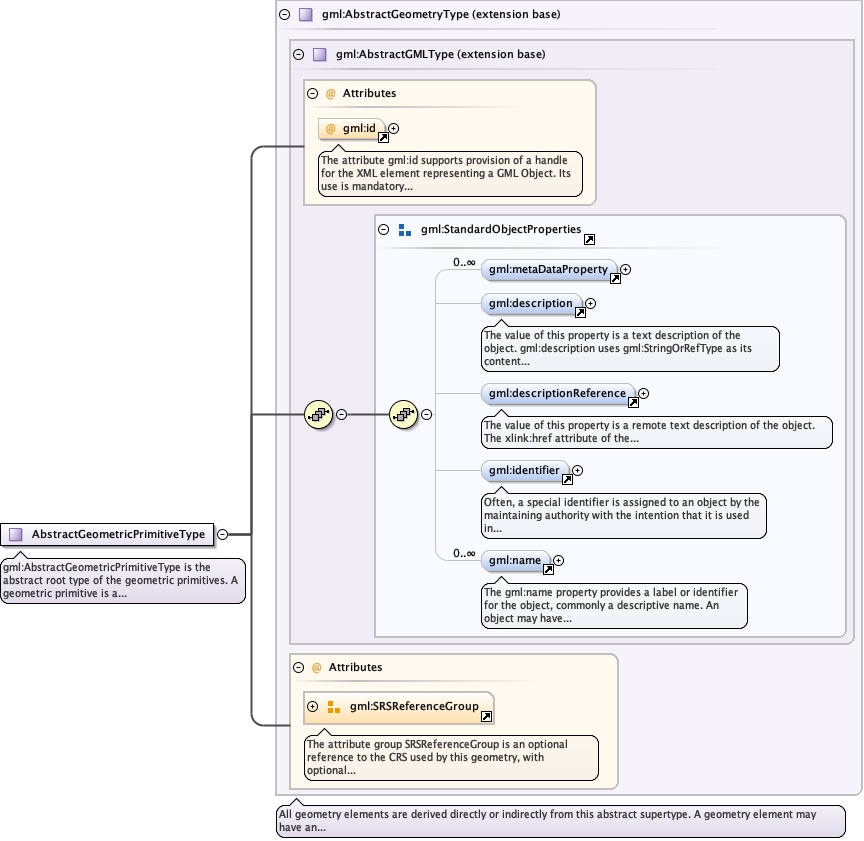 gml:AbstractGeometryType (extension base)
gml:AbstractGMLType (extension base)
@ Attributes
@ gml:id
The attribute gml:id supports provision of a handle
for the XML element representing a GML Object. Its
use is mandatory...
gml:StandardObjectProperties
0..∞
gml:metaDataProperty
gml:description
The value of this property is a text description of the
object. gml:description uses gml:StringOrRefType as its
content...
gml:descriptionReference
The value of this property is a remote text description of the object.
The xlink:href attribute of the...
gml:identifier
Often, a special identifier is assigned to an object by the
maintaining authority with the intention that it is used
in...
0..∞
gml:name
The gml:name property provides a label or identifier
for the object, commonly a descriptive name. An
object may have...
AbstractGeometricPrimitiveType
gml:AbstractGeometricPrimitiveType is the
abstract root type of the geometric primitives. A
geometric primitive is a...
@ Attributes
gml:SRSReferenceGroup
The attribute group SRSReferenceGroup is an optional
reference to the CRS used by this geometry, with
optional...
All geometry elements are derived directly or indirectly from this abstract supertype. A geometry element may
have an...